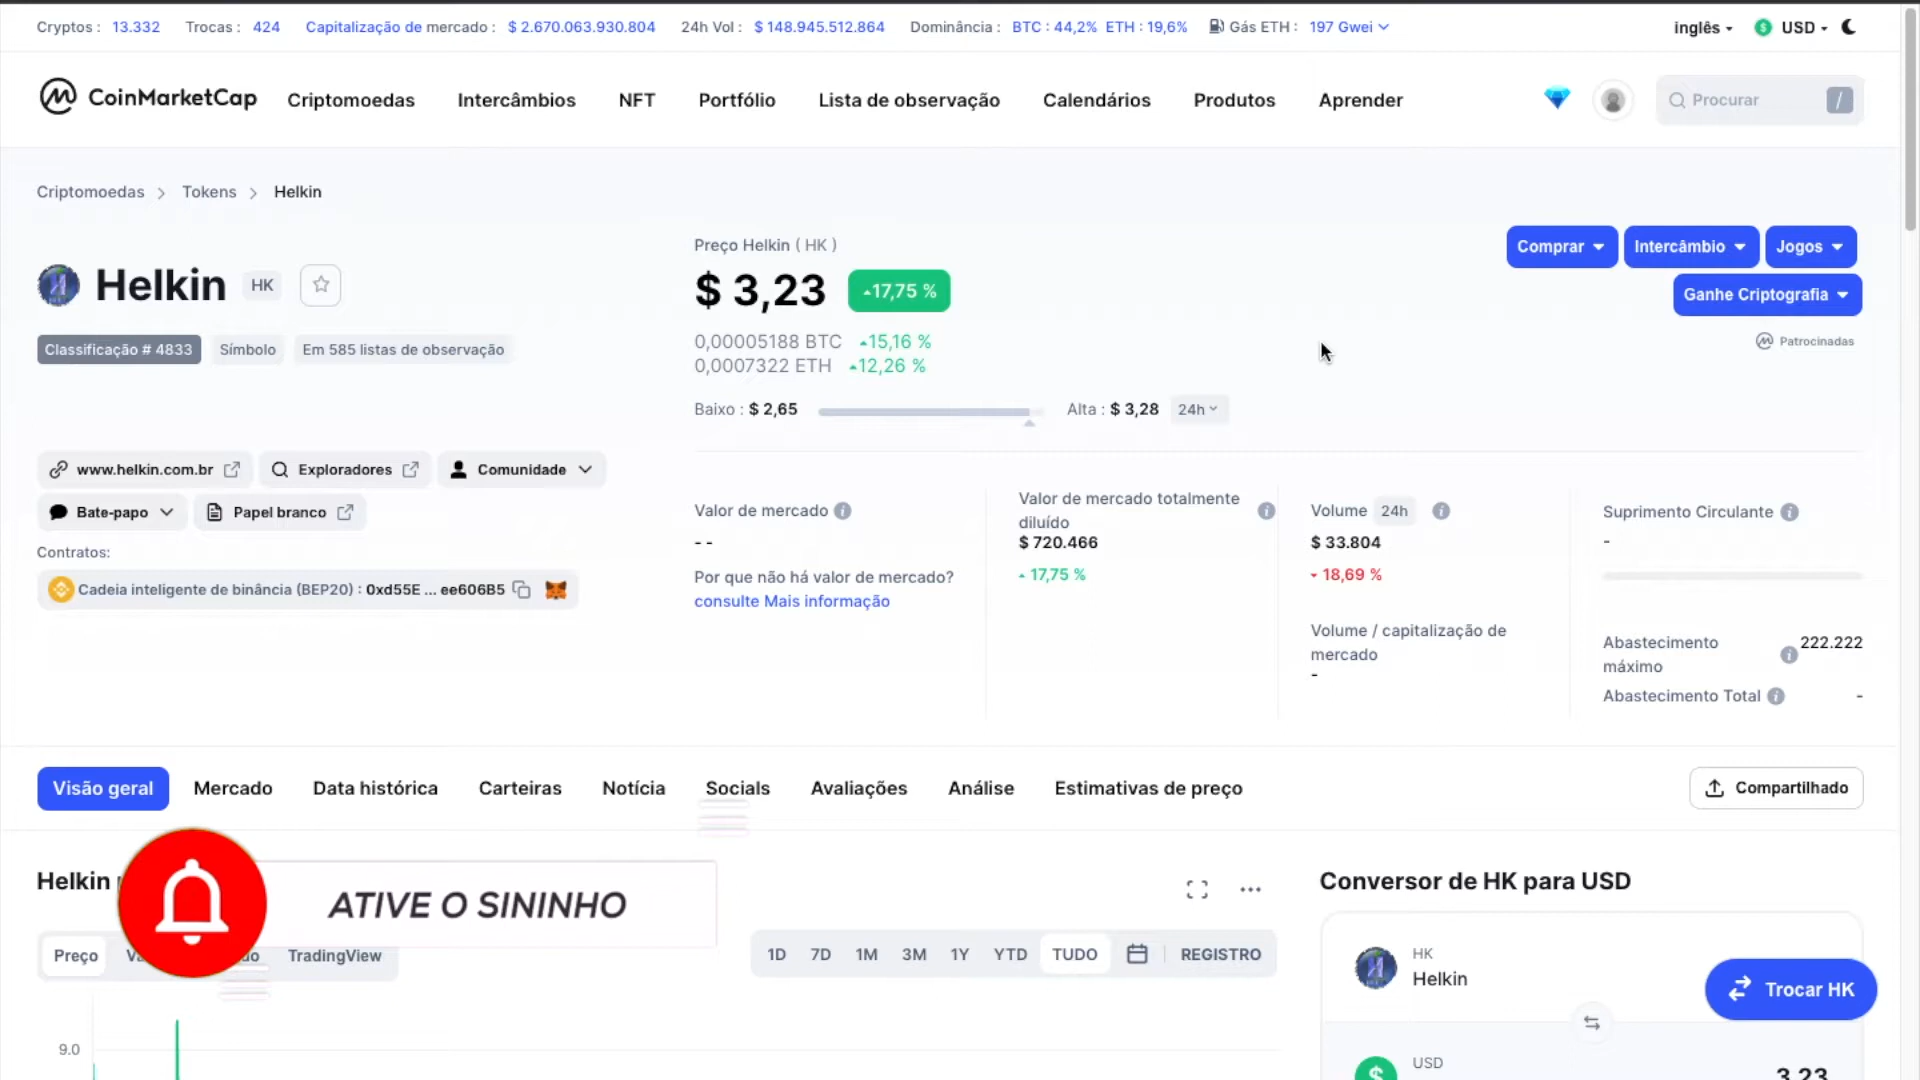 Cryptos : 13.332 Trocas : 424 Capitalização de mercado : $ 2.670.063.930.804 24h Vol : $ 148.945.512.864 Dominância : BTC : 44,2% ETH : 19,6% Gás ETH : 197 Gwei inglês USD
CoinMarketCap Criptomoedas Intercâmbios NFT Portfólio Lista de observação Calendários Produtos Aprender Procurar /
Criptomoedas > Tokens > Helkin
Preço Helkin ( HK )
Comprar Intercâmbio Jogos
Helkin HK
$ 3,23 17,75 %
Ganhe Criptografia
Patrocinadas
Classificação # 4833 Símbolo Em 585 listas de observação
0,00005188 BTC 15,16 %
0,0007322 ETH 12,26 %
Baixo : $ 2,65 Alta : $ 3,28 24h
www.helkin.com.br Exploradores Comunidade
Bate-papo Papel branco
Contratos:
Cadeia inteligente de binância (BEP20) : 0xd55E ... ee606B5
Valor de mercado
- -
Por que não há valor de mercado?
consulte Mais informação
Valor de mercado totalmente
diluído
$ 720.466
17,75 %
Volume 24h
$ 33.804
18,69 %
Volume / capitalização de
mercado
-
Suprimento Circulante
-
Abastecimento
máximo
222.222
Abastecimento Total -
Visão geral Mercado Data histórica Carteiras Notícia Socials Avaliações Análise Estimativas de preço Compartilhado
Helkin
ATIVE O SININHO
Preço TradingView
1D 7D 1M 3M 1Y YTD TUDO REGISTRO
9.0
Conversor de HK para USD
HK
Helkin
Trocar HK
USD
3,23